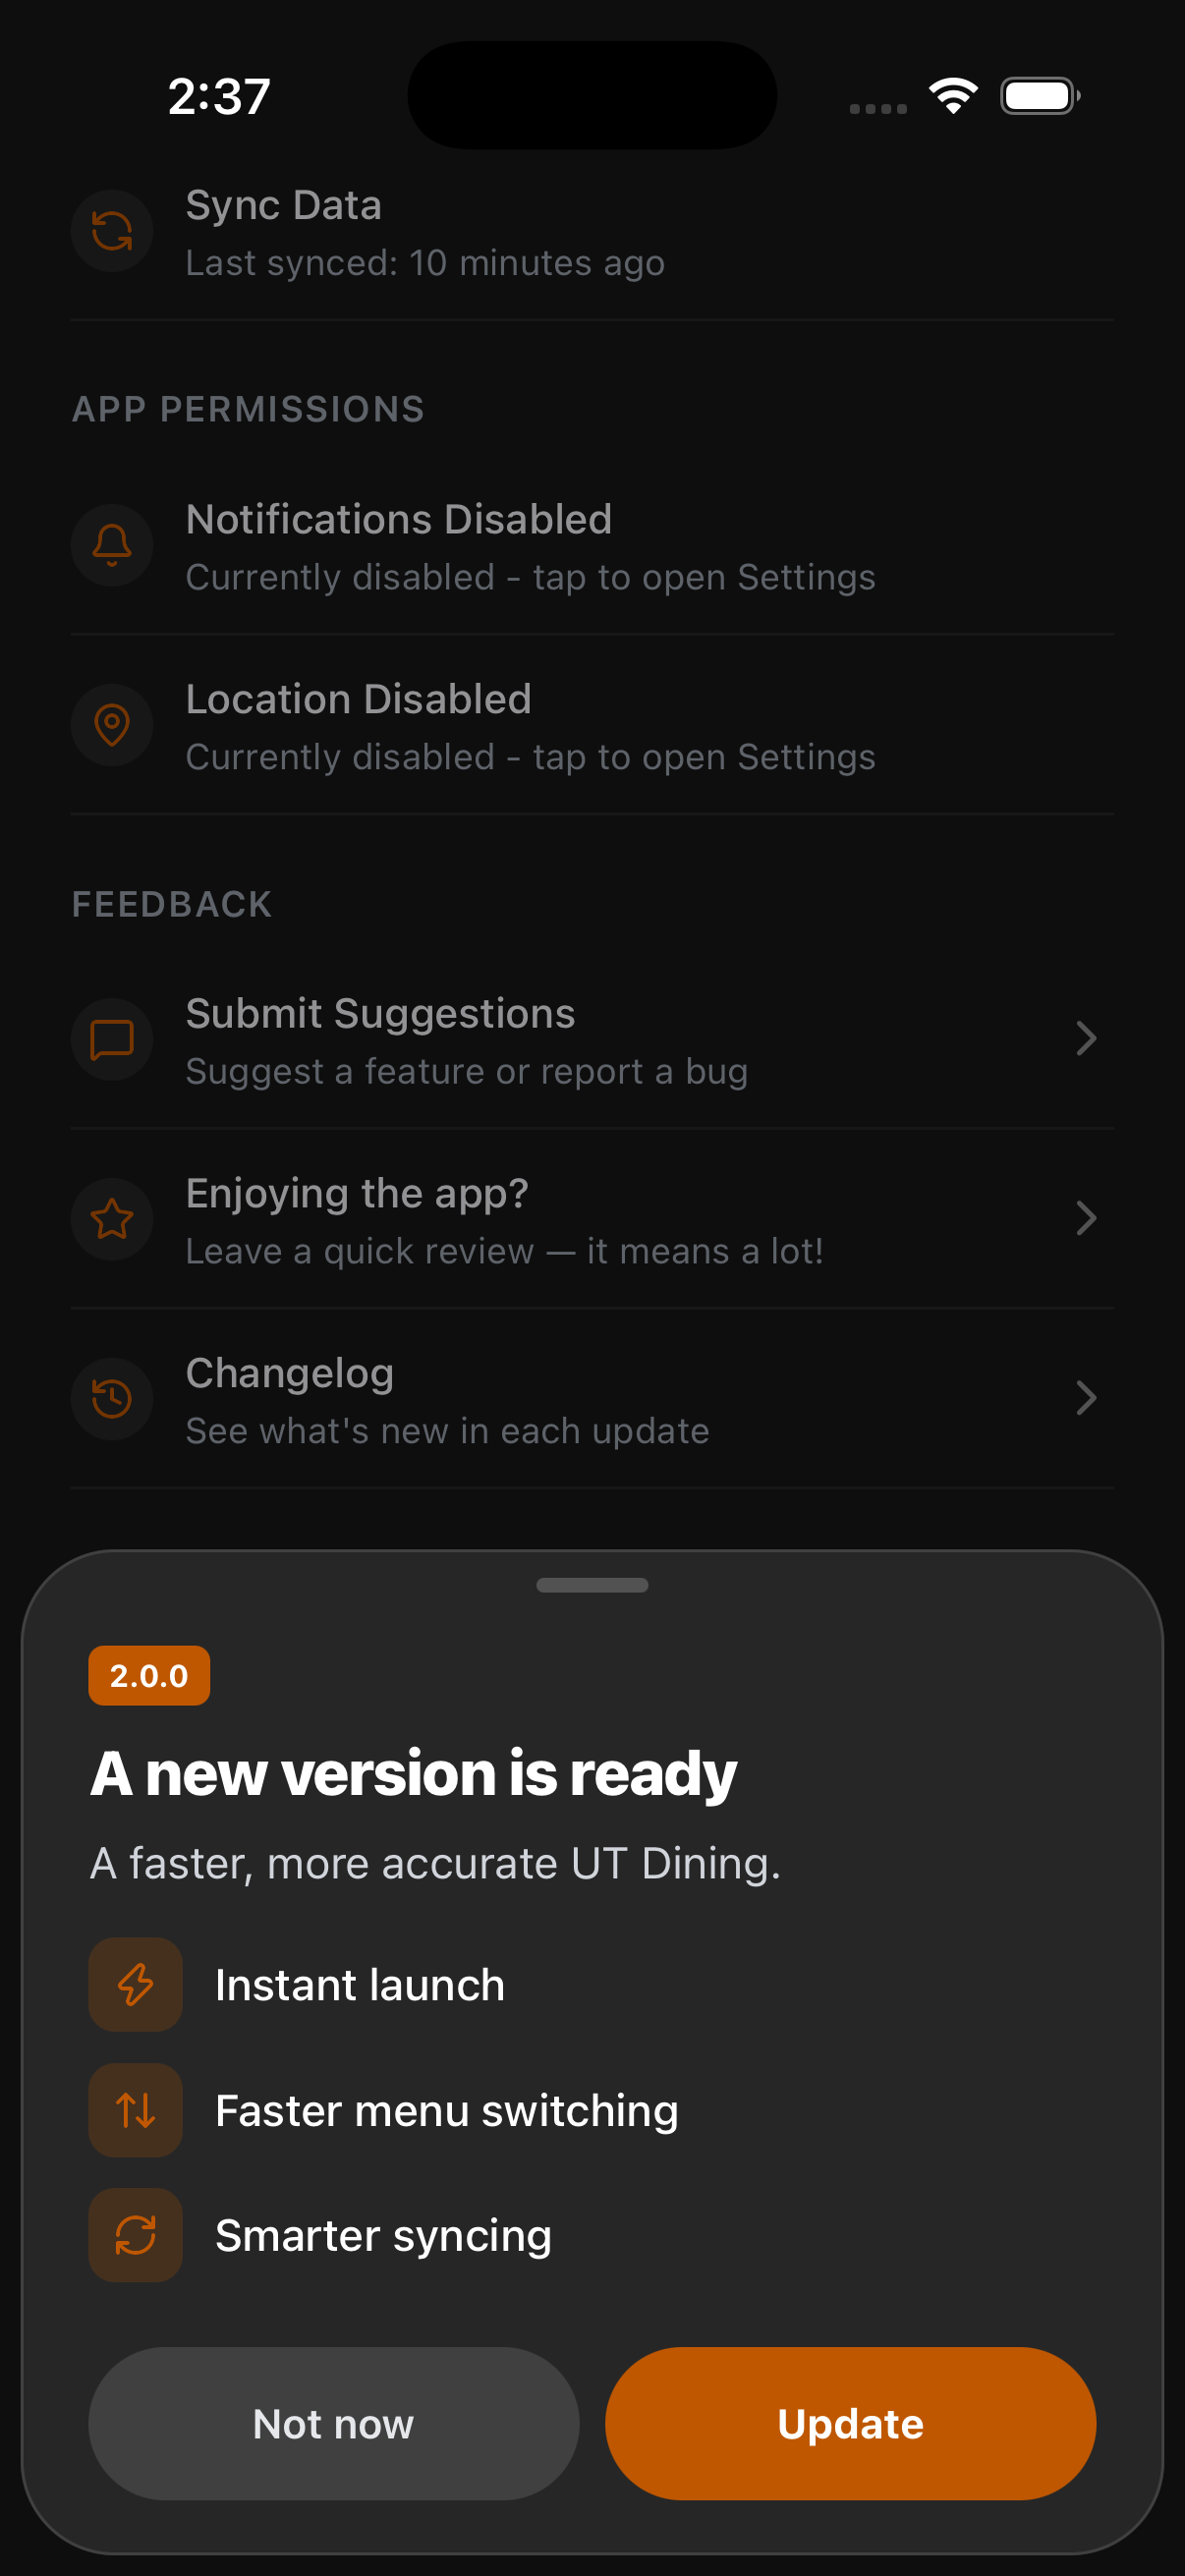 2:37
Sync Data
Last synced: 10 minutes ago
APP PERMISSIONS
Notifications Disabled
Currently disabled - tap to open Settings
Location Disabled
Currently disabled - tap to open Settings
FEEDBACK
Submit Suggestions
Suggest a feature or report a bug
Enjoying the app?
Leave a quick review — it means a lot!
Changelog
See what's new in each update
2.0.0
A new version is ready
A faster, more accurate UT Dining.
Instant launch
Faster menu switching
Smarter syncing
Not now
Update